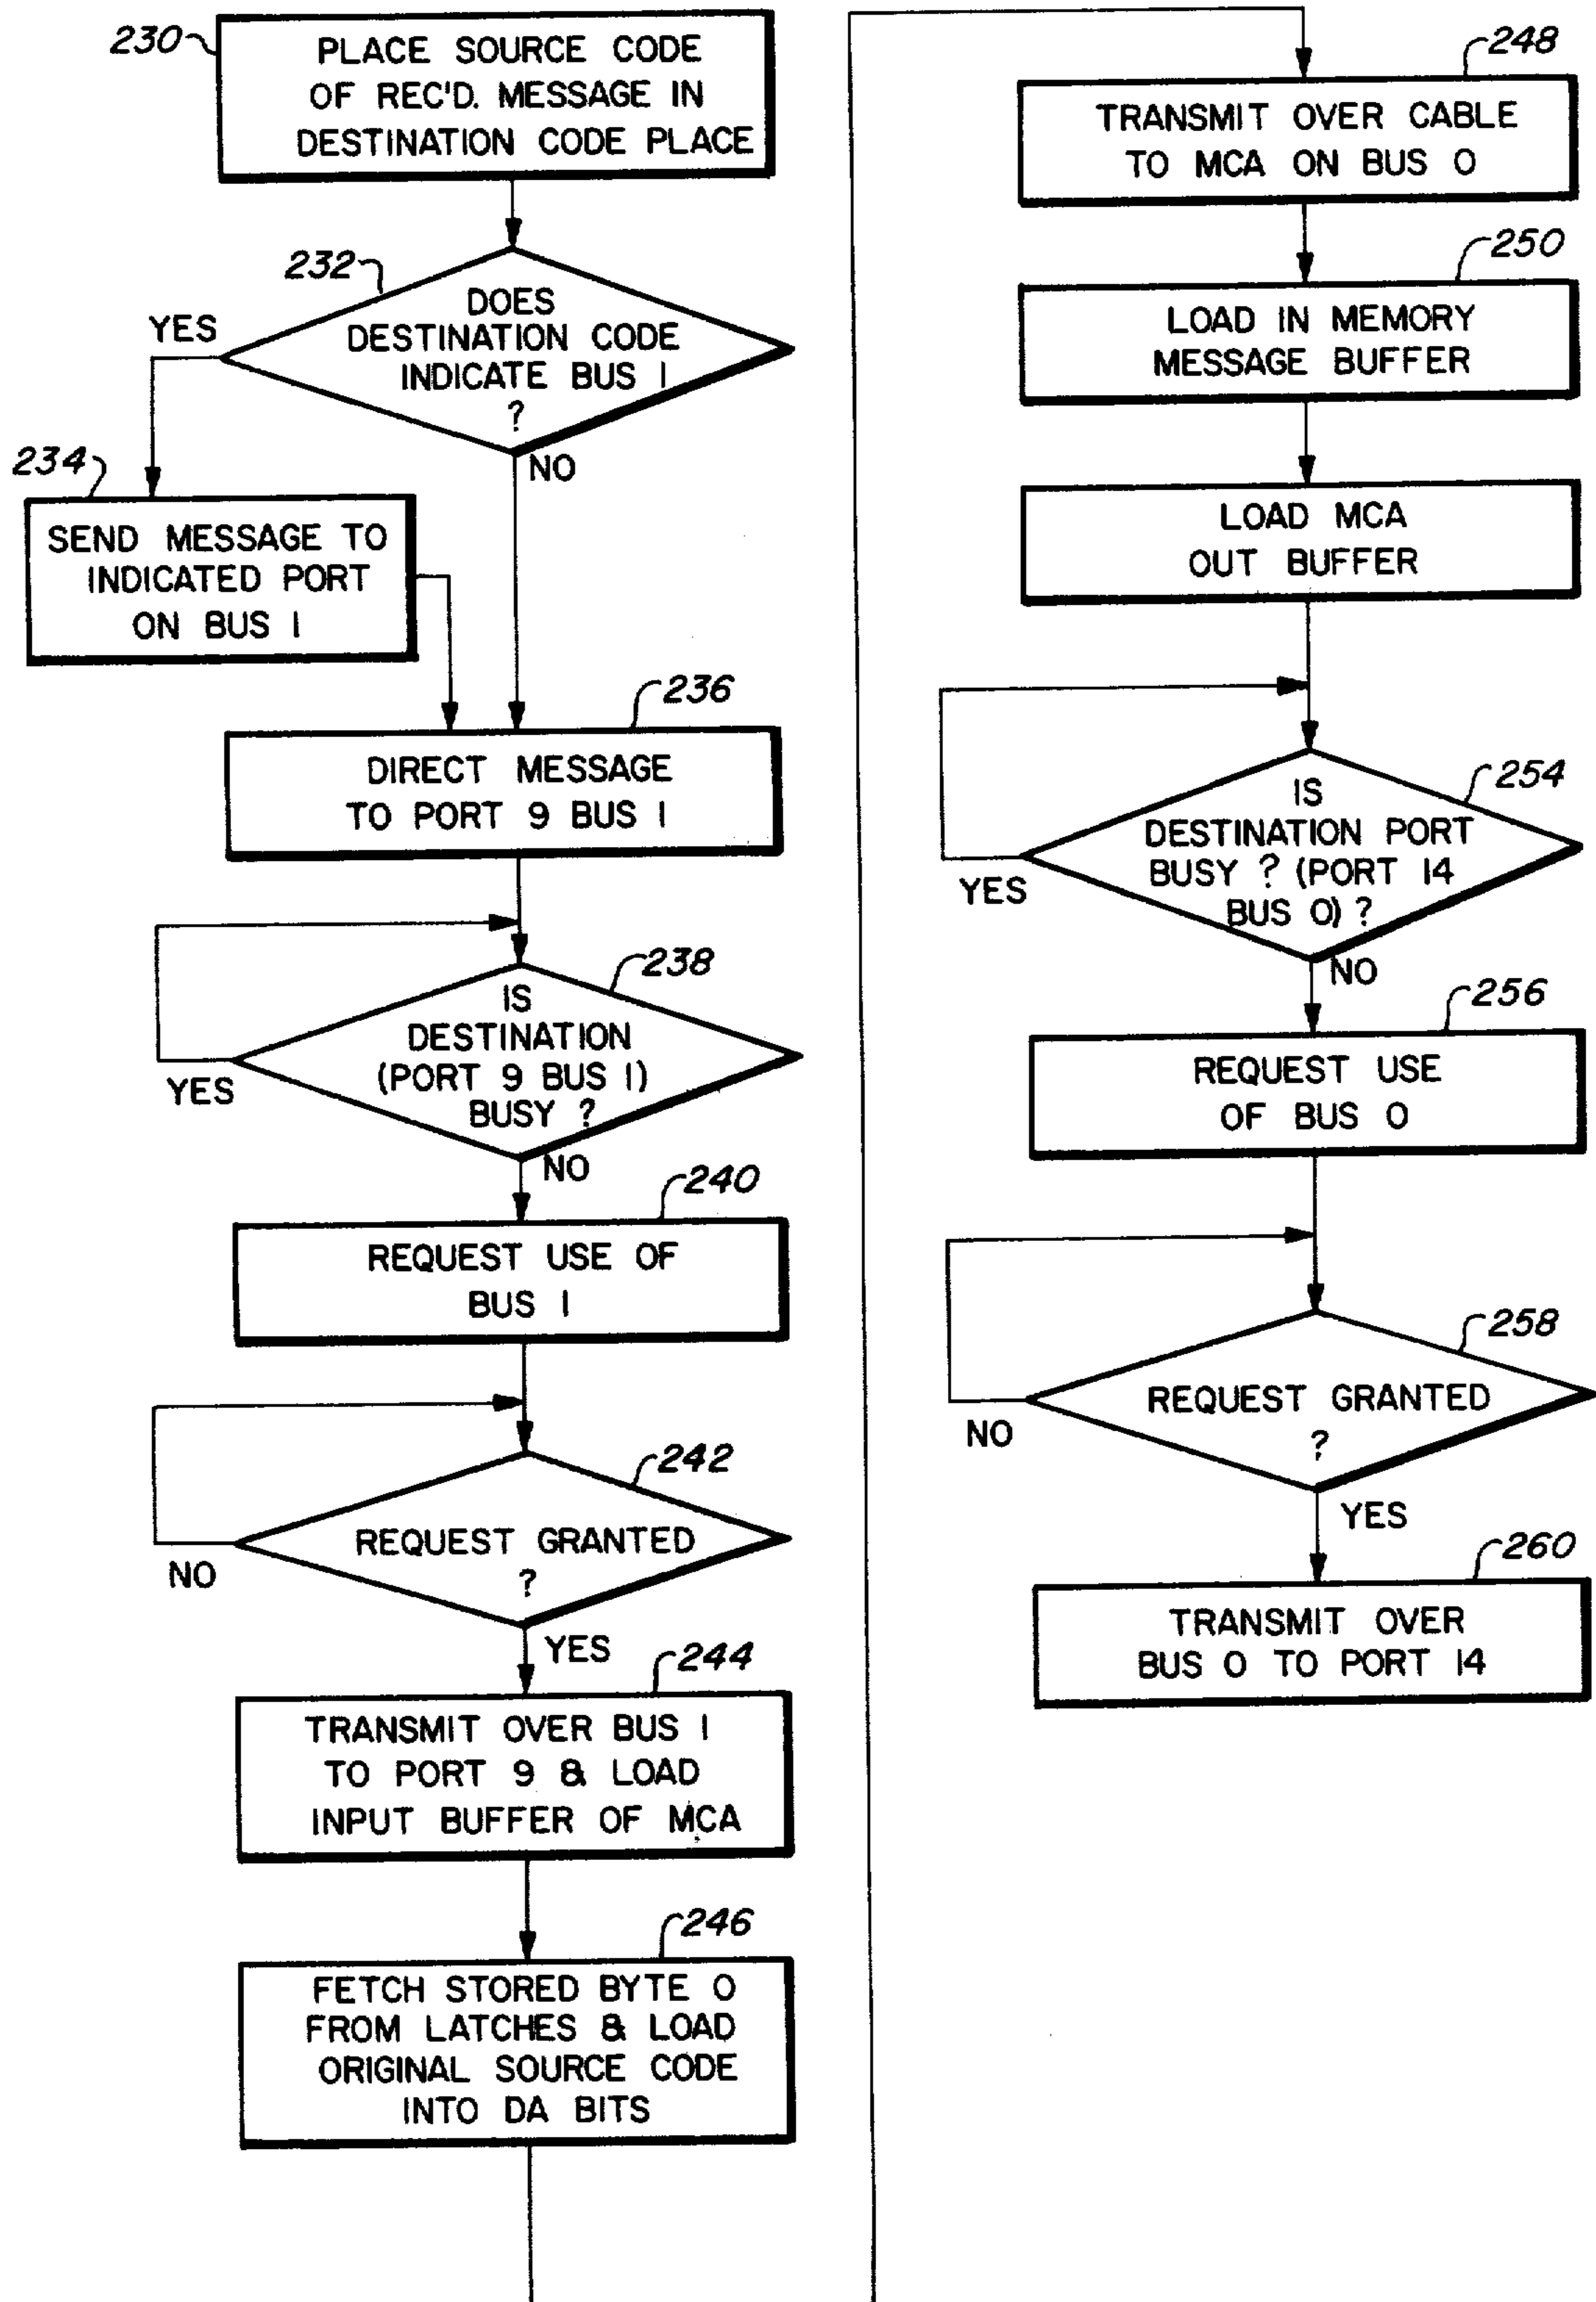 230
PLACE SOURCE CODE
OF REC'D. MESSAGE IN
DESTINATION CODE PLACE
232
DOES
DESTINATION CODE
INDICATE BUS 1
?
YES
NO
234
SEND MESSAGE TO
INDICATED PORT
ON BUS 1
236
DIRECT MESSAGE
TO PORT 9 BUS 1
238
IS
DESTINATION
(PORT 9 BUS 1)
BUSY ?
YES
NO
240
REQUEST USE OF
BUS 1
242
REQUEST GRANTED
?
NO
YES
244
TRANSMIT OVER BUS 1
TO PORT 9 & LOAD
INPUT BUFFER OF MCA
246
FETCH STORED BYTE 0
FROM LATCHES & LOAD
ORIGINAL SOURCE CODE
INTO DA BITS
248
TRANSMIT OVER CABLE
TO MCA ON BUS 0
250
LOAD IN MEMORY
MESSAGE BUFFER
LOAD MCA
OUT BUFFER
254
IS
DESTINATION PORT
BUSY ? (PORT 14
BUS 0) ?
YES
NO
256
REQUEST USE
OF BUS 0
258
REQUEST GRANTED
?
NO
YES
260
TRANSMIT OVER
BUS 0 TO PORT 14